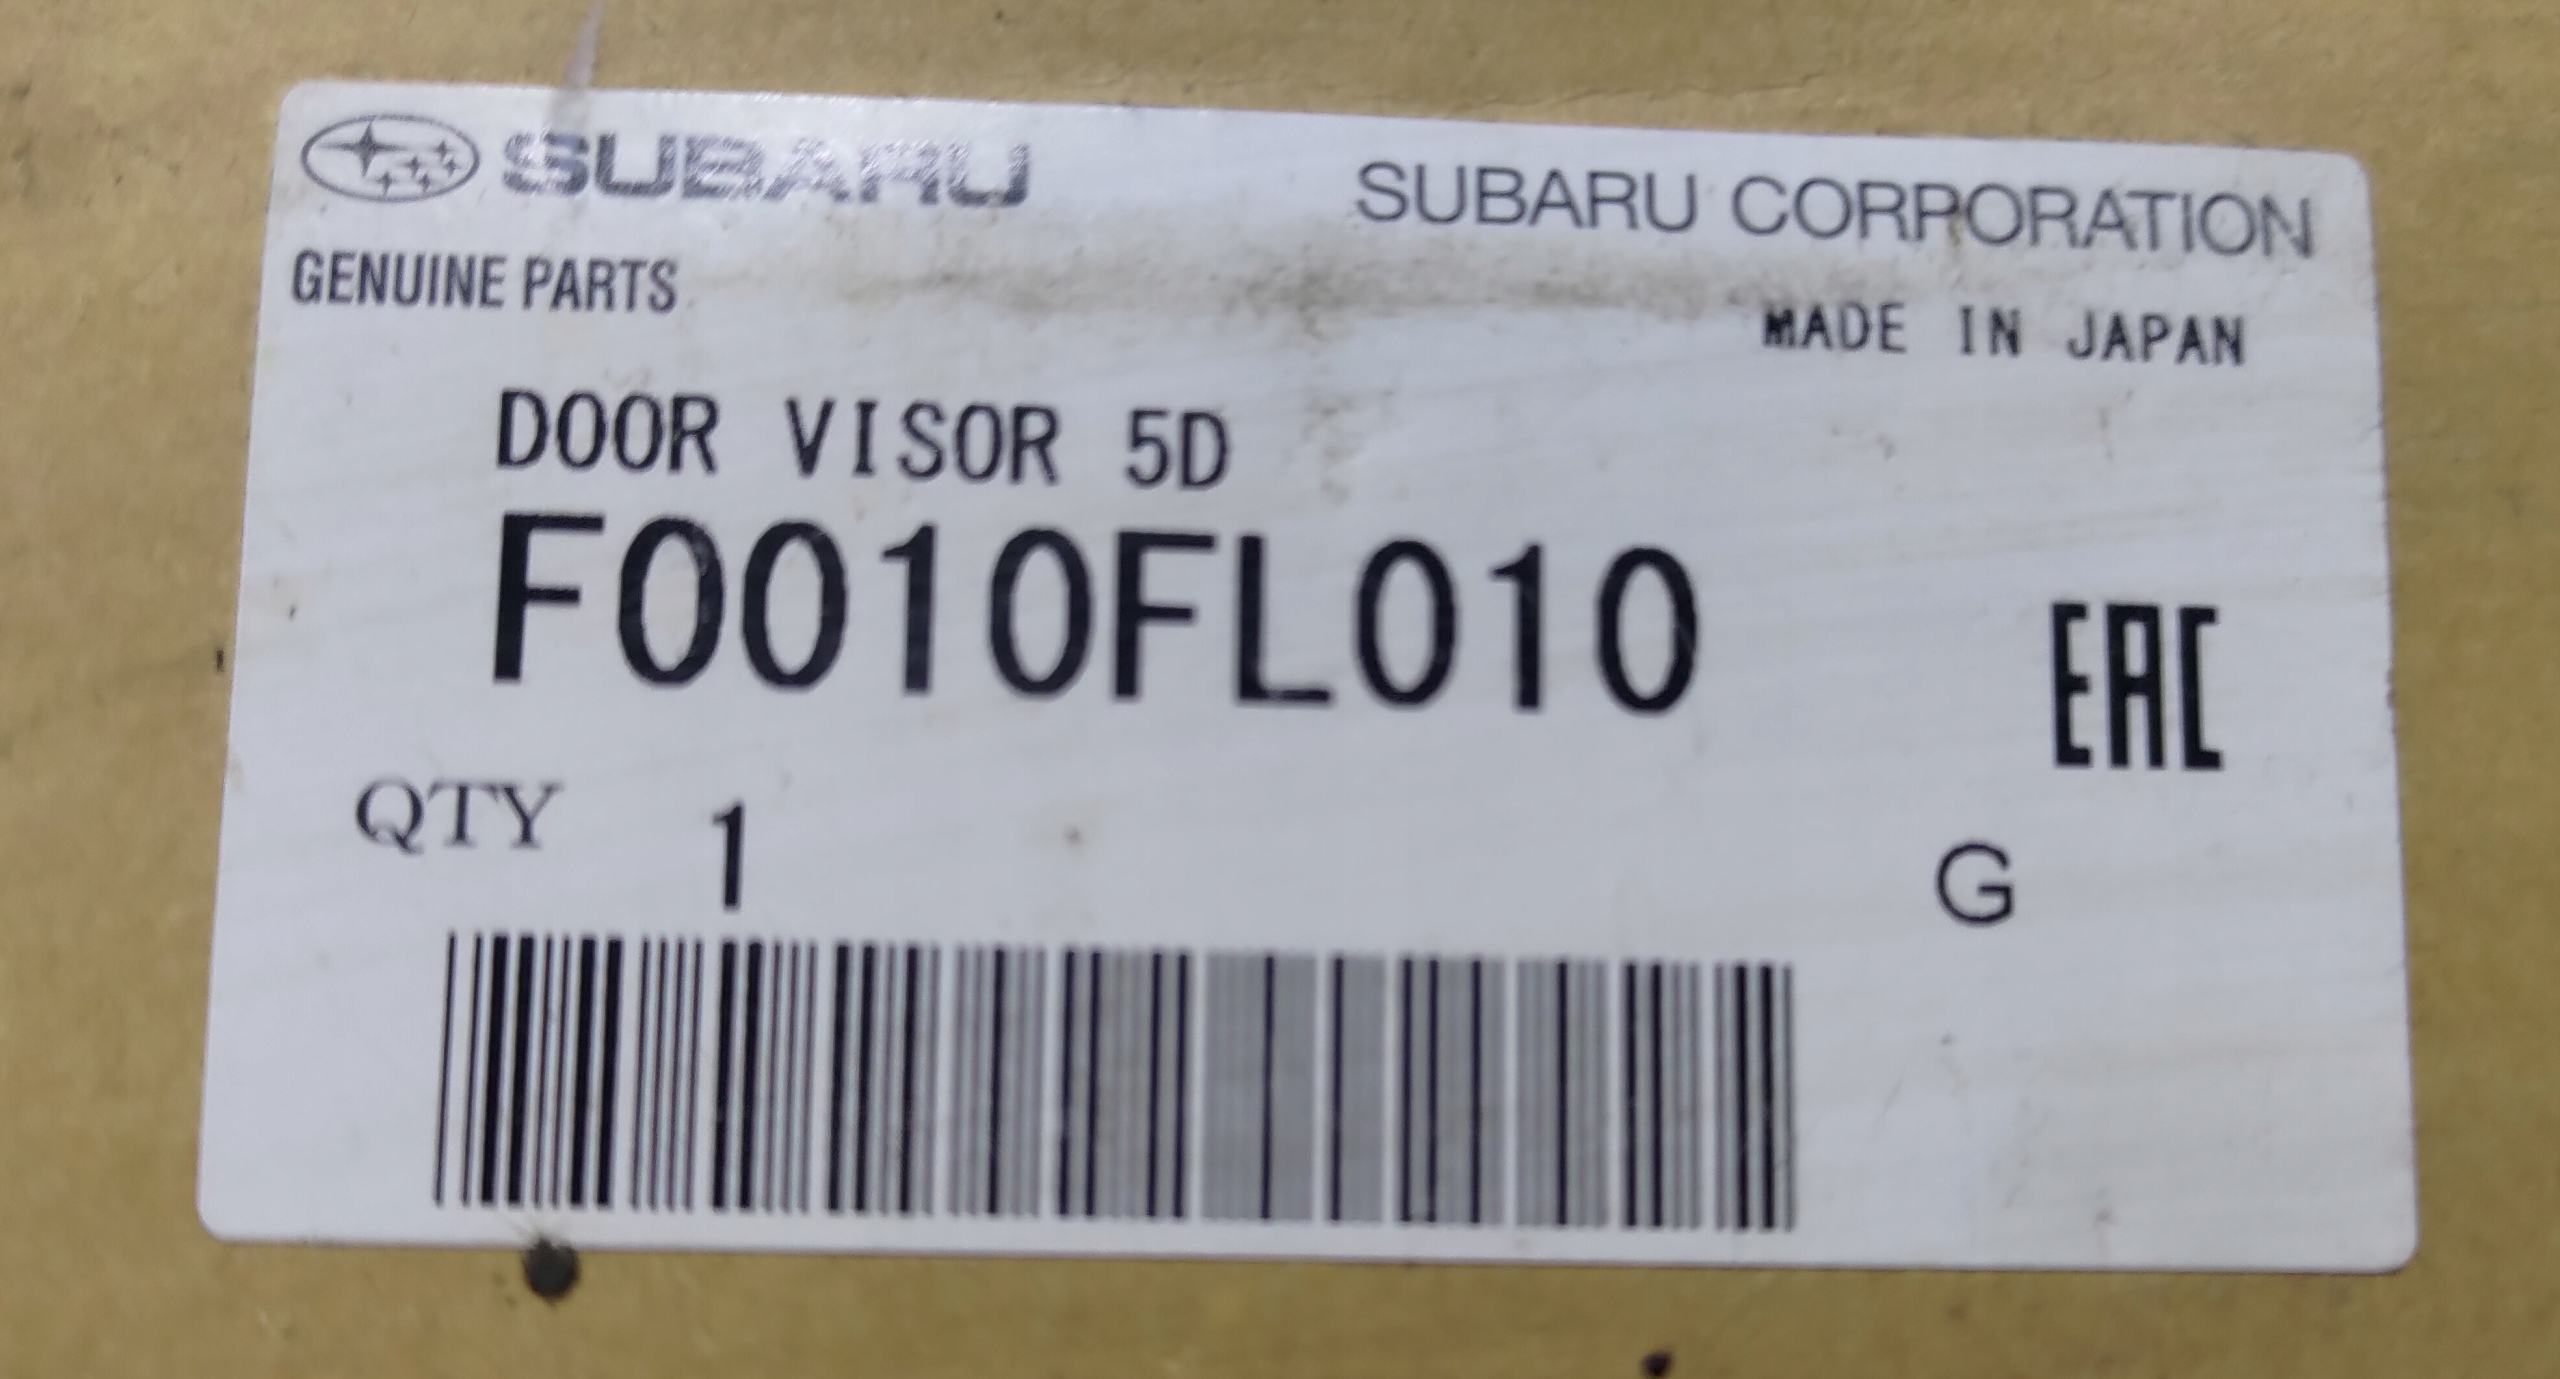 SUBARU
SUBARU CORPORATION
GENUINE PARTS
MADE IN JAPAN
DOOR VISOR 5D
F0010FL010
EAC
QTY 1
G